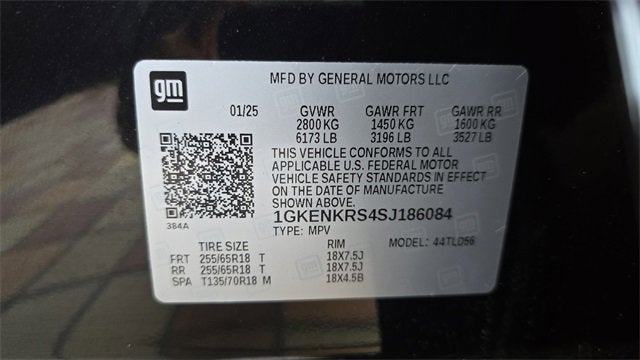 gm
MFD BY GENERAL MOTORS LLC
01/25 GVWR GAWR FRT GAWR RR
2800 KG 1450 KG 1600 KG
6173 LB 3196 LB 3527 LB
THIS VEHICLE CONFORMS TO ALL
APPLICABLE U.S. FEDERAL MOTOR
VEHICLE SAFETY STANDARDS IN EFFECT
ON THE DATE OF MANUFACTURE
SHOWN ABOVE.
384A
1GKENKRS4SJ186084
TYPE: MPV MODEL: 44TLD56
TIRE SIZE RIM
FRT 255/65R18 T 18X7.5J
RR 255/65R18 T 18X7.5J
SPA T135/70R18 M 18X4.5B